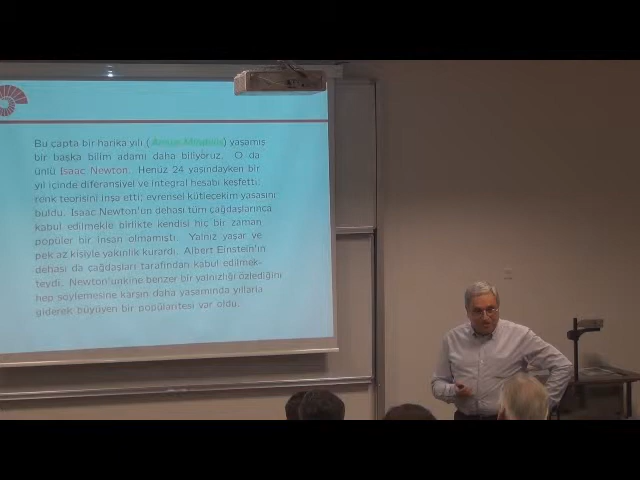 Bu çapta bir harika yılı (Annus Mirabilis) yaşamış
bir başka bilim adamı daha biliyoruz. O da
ünlü Isaac Newton. Henüz 24 yaşındayken bir
yıl içinde diferansiyel ve integral hesabı keşfetti;
renk teorisini inşa etti; evrensel kütleçekim yasasını
buldu. Isaac Newton'un dehası tüm çağdaşlarınca
kabul edilmekle birlikte kendisi hiç bir zaman
popüler bir insan olmamıştı. Yalnız yaşar ve
pek az kişiyle yakınlık kurardı. Albert Einstein'ın
dehası da çağdaşları tarafından kabul edilmek-
teydi. Newton'unkine benzer bir yalnızlığı özlediğini
hep söylemesine karşın daha yaşamında yıllarla
giderek büyüyen bir popülaritesi var oldu.